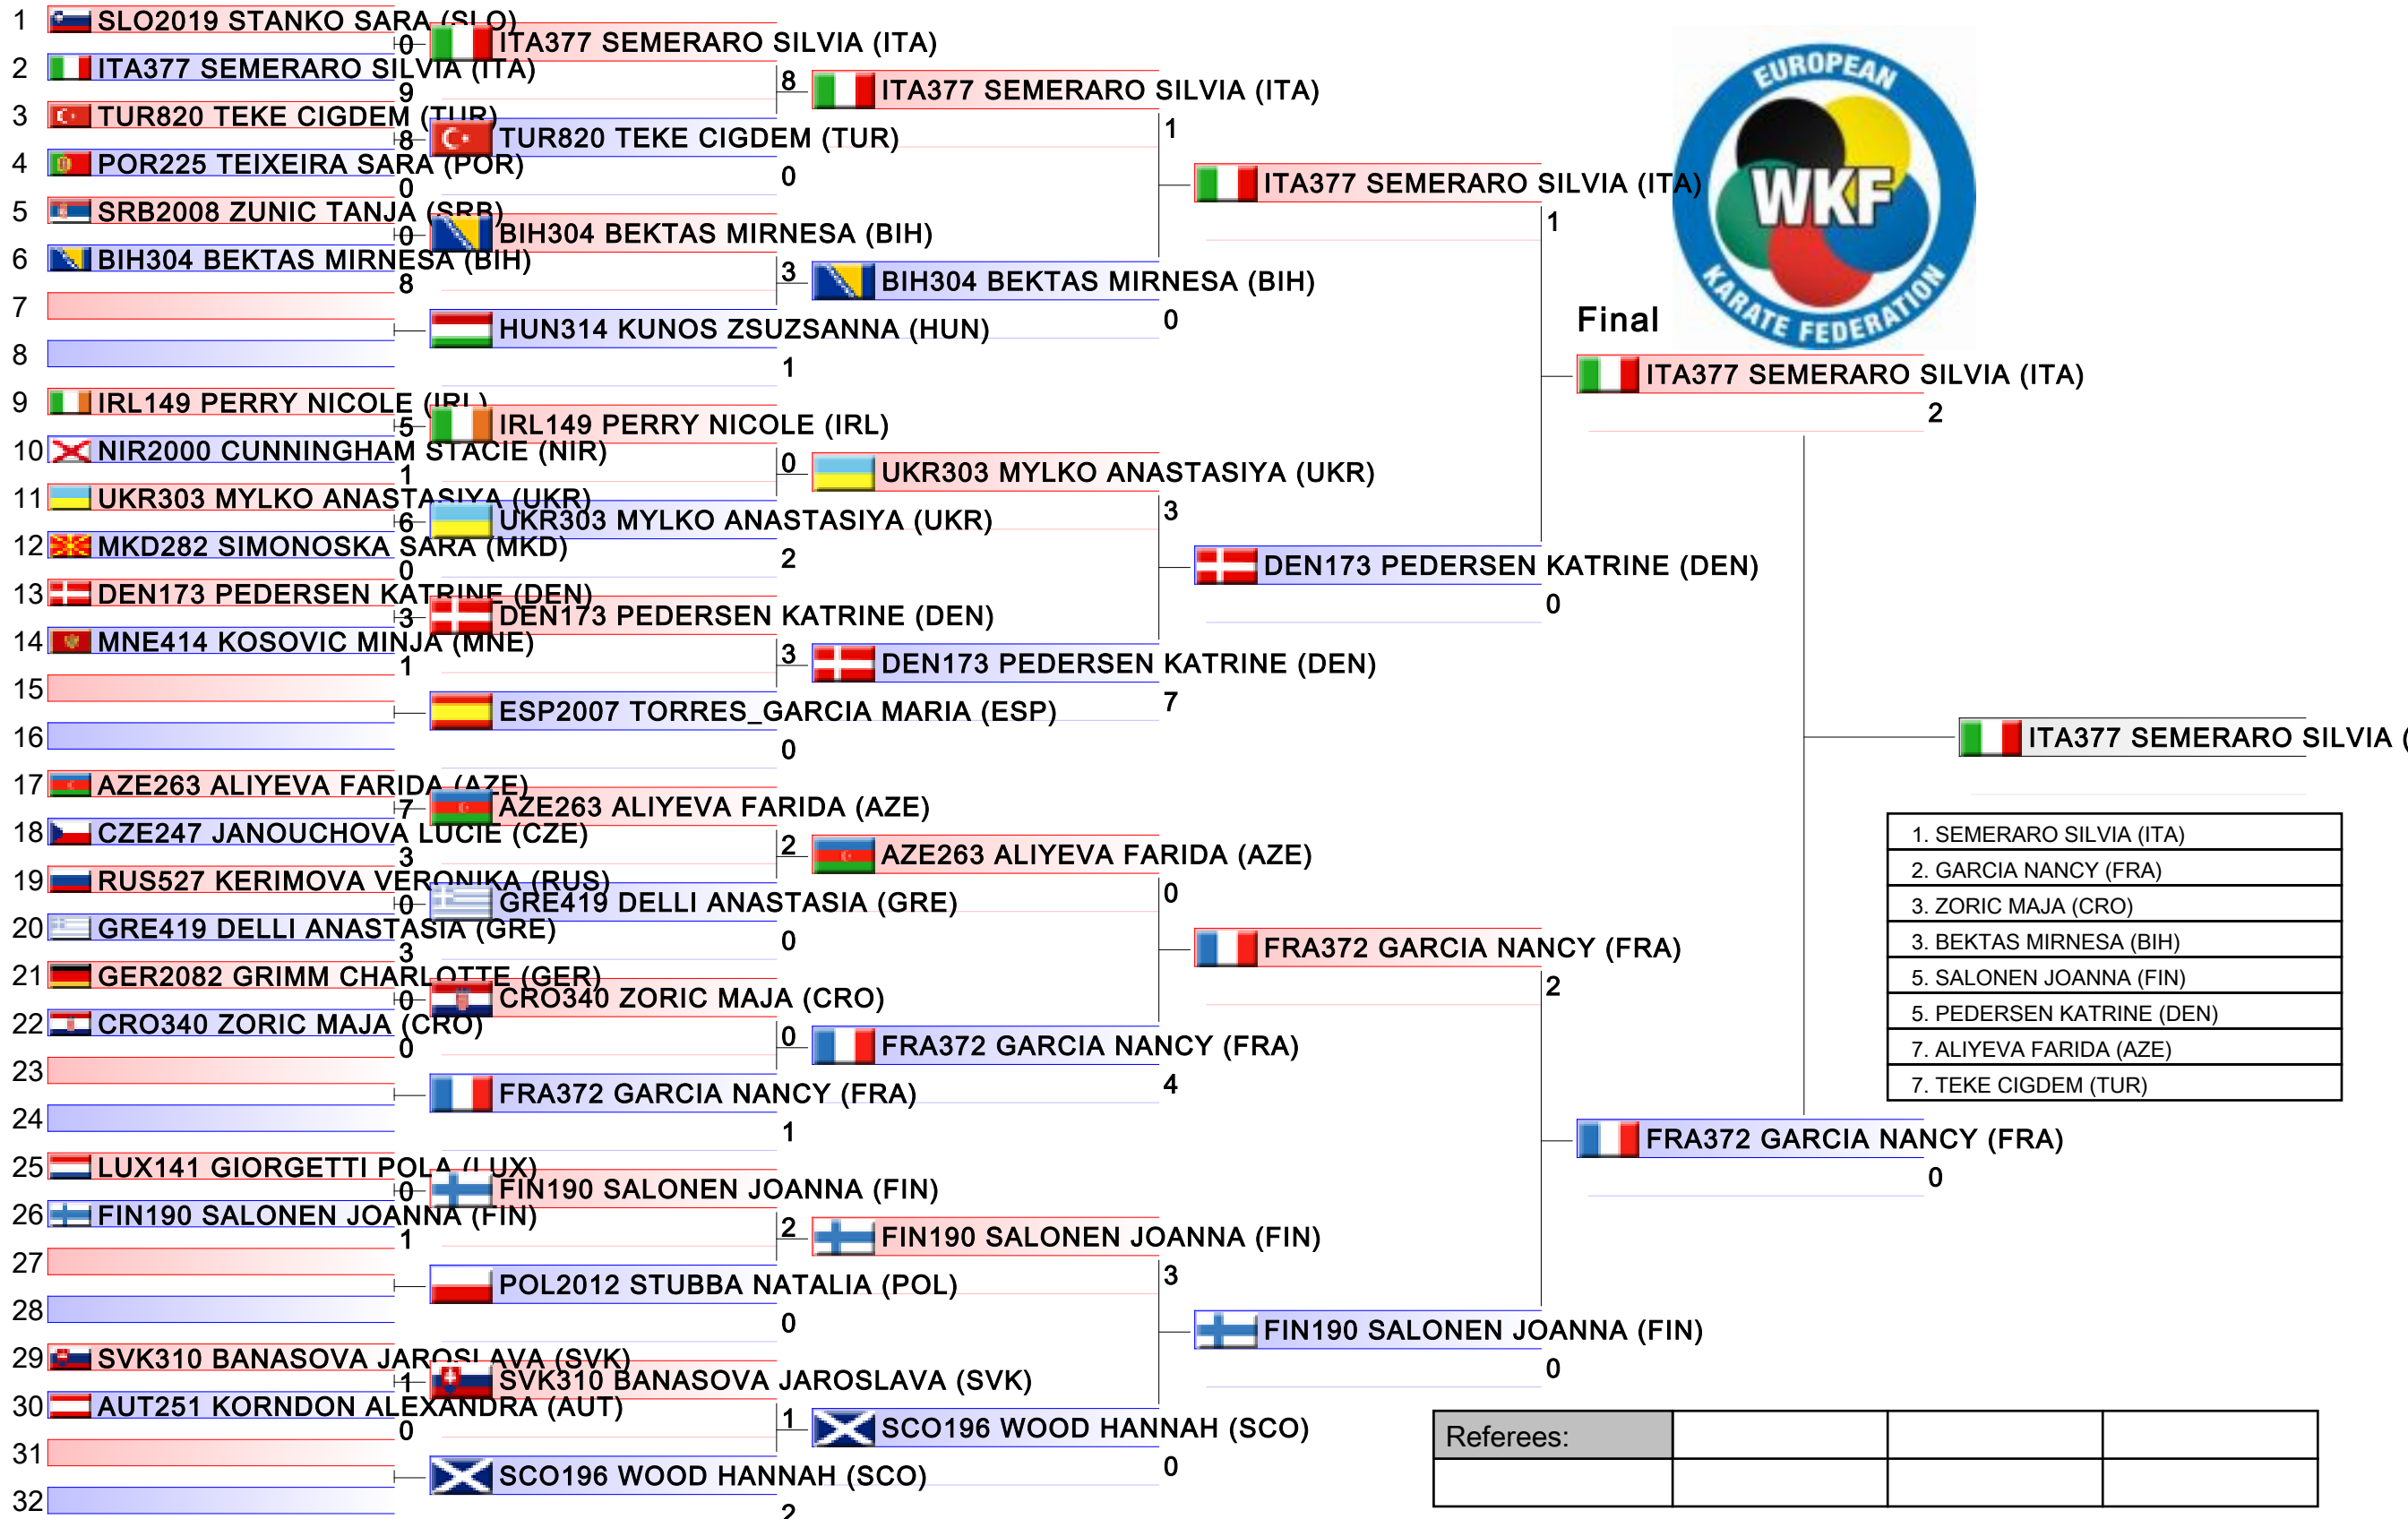 1 SLO2019 STANKO SARA (SLO)
0
2 ITA377 SEMERARO SILVIA (ITA)
9
3 TUR820 TEKE CIGDEM (TUR)
8
4 POR225 TEIXEIRA SARA (POR)
0
5 SRB2008 ZUNIC TANJA (SRB)
0
6 BIH304 BEKTAS MIRNESA (BIH)
8
7
8
9 IRL149 PERRY NICOLE (IRL)
5
10 NIR2000 CUNNINGHAM STACIE (NIR)
1
11 UKR303 MYLKO ANASTASIYA (UKR)
6
12 MKD282 SIMONOSKA SARA (MKD)
0
13 DEN173 PEDERSEN KATRINE (DEN)
3
14 MNE414 KOSOVIC MINJA (MNE)
1
15
16
17 AZE263 ALIYEVA FARIDA (AZE)
7
18 CZE247 JANOUCHOVA LUCIE (CZE)
3
19 RUS527 KERIMOVA VERONIKA (RUS)
0
20 GRE419 DELLI ANASTASIA (GRE)
3
21 GER2082 GRIMM CHARLOTTE (GER)
0
22 CRO340 ZORIC MAJA (CRO)
0
23
24
25 LUX141 GIORGETTI POLA (LUX)
0
26 FIN190 SALONEN JOANNA (FIN)
1
27
28
29 SVK310 BANASOVA JAROSLAVA (SVK)
1
30 AUT251 KORNDON ALEXANDRA (AUT)
0
31
32
ITA377 SEMERARO SILVIA (ITA)
8
TUR820 TEKE CIGDEM (TUR)
0
BIH304 BEKTAS MIRNESA (BIH)
3
HUN314 KUNOS ZSUZSANNA (HUN)
1
IRL149 PERRY NICOLE (IRL)
0
UKR303 MYLKO ANASTASIYA (UKR)
2
DEN173 PEDERSEN KATRINE (DEN)
3
ESP2007 TORRES_GARCIA MARIA (ESP)
0
AZE263 ALIYEVA FARIDA (AZE)
2
GRE419 DELLI ANASTASIA (GRE)
0
CRO340 ZORIC MAJA (CRO)
0
FRA372 GARCIA NANCY (FRA)
1
FIN190 SALONEN JOANNA (FIN)
2
POL2012 STUBBA NATALIA (POL)
0
SVK310 BANASOVA JAROSLAVA (SVK)
1
SCO196 WOOD HANNAH (SCO)
2
ITA377 SEMERARO SILVIA (ITA)
1
BIH304 BEKTAS MIRNESA (BIH)
0
UKR303 MYLKO ANASTASIYA (UKR)
3
DEN173 PEDERSEN KATRINE (DEN)
7
AZE263 ALIYEVA FARIDA (AZE)
0
FRA372 GARCIA NANCY (FRA)
4
FIN190 SALONEN JOANNA (FIN)
3
SCO196 WOOD HANNAH (SCO)
0
ITA377 SEMERARO SILVIA (ITA)
1
DEN173 PEDERSEN KATRINE (DEN)
0
FRA372 GARCIA NANCY (FRA)
2
FIN190 SALONEN JOANNA (FIN)
0
EUROPEAN
WKF
KARATE FEDERATION
Final
ITA377 SEMERARO SILVIA (ITA)
2
FRA372 GARCIA NANCY (FRA)
0
ITA377 SEMERARO SILVIA (
1. SEMERARO SILVIA (ITA)
2. GARCIA NANCY (FRA)
3. ZORIC MAJA (CRO)
3. BEKTAS MIRNESA (BIH)
5. SALONEN JOANNA (FIN)
5. PEDERSEN KATRINE (DEN)
7. ALIYEVA FARIDA (AZE)
7. TEKE CIGDEM (TUR)
Referees: